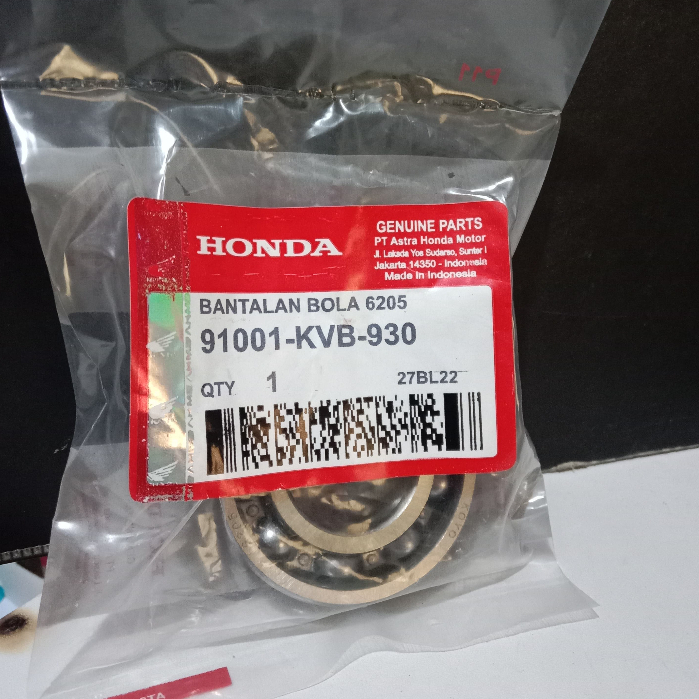 HONDA
GENUINE PARTS
PT Astra Honda Motor
Jl. Laksda Yos Sudarso, Sunter I
Jakarta 14350 - Indonesia
Made in Indonesia
BANTALAN BOLA 6205
91001-KVB-930
QTY 1 27BL22
KOYO